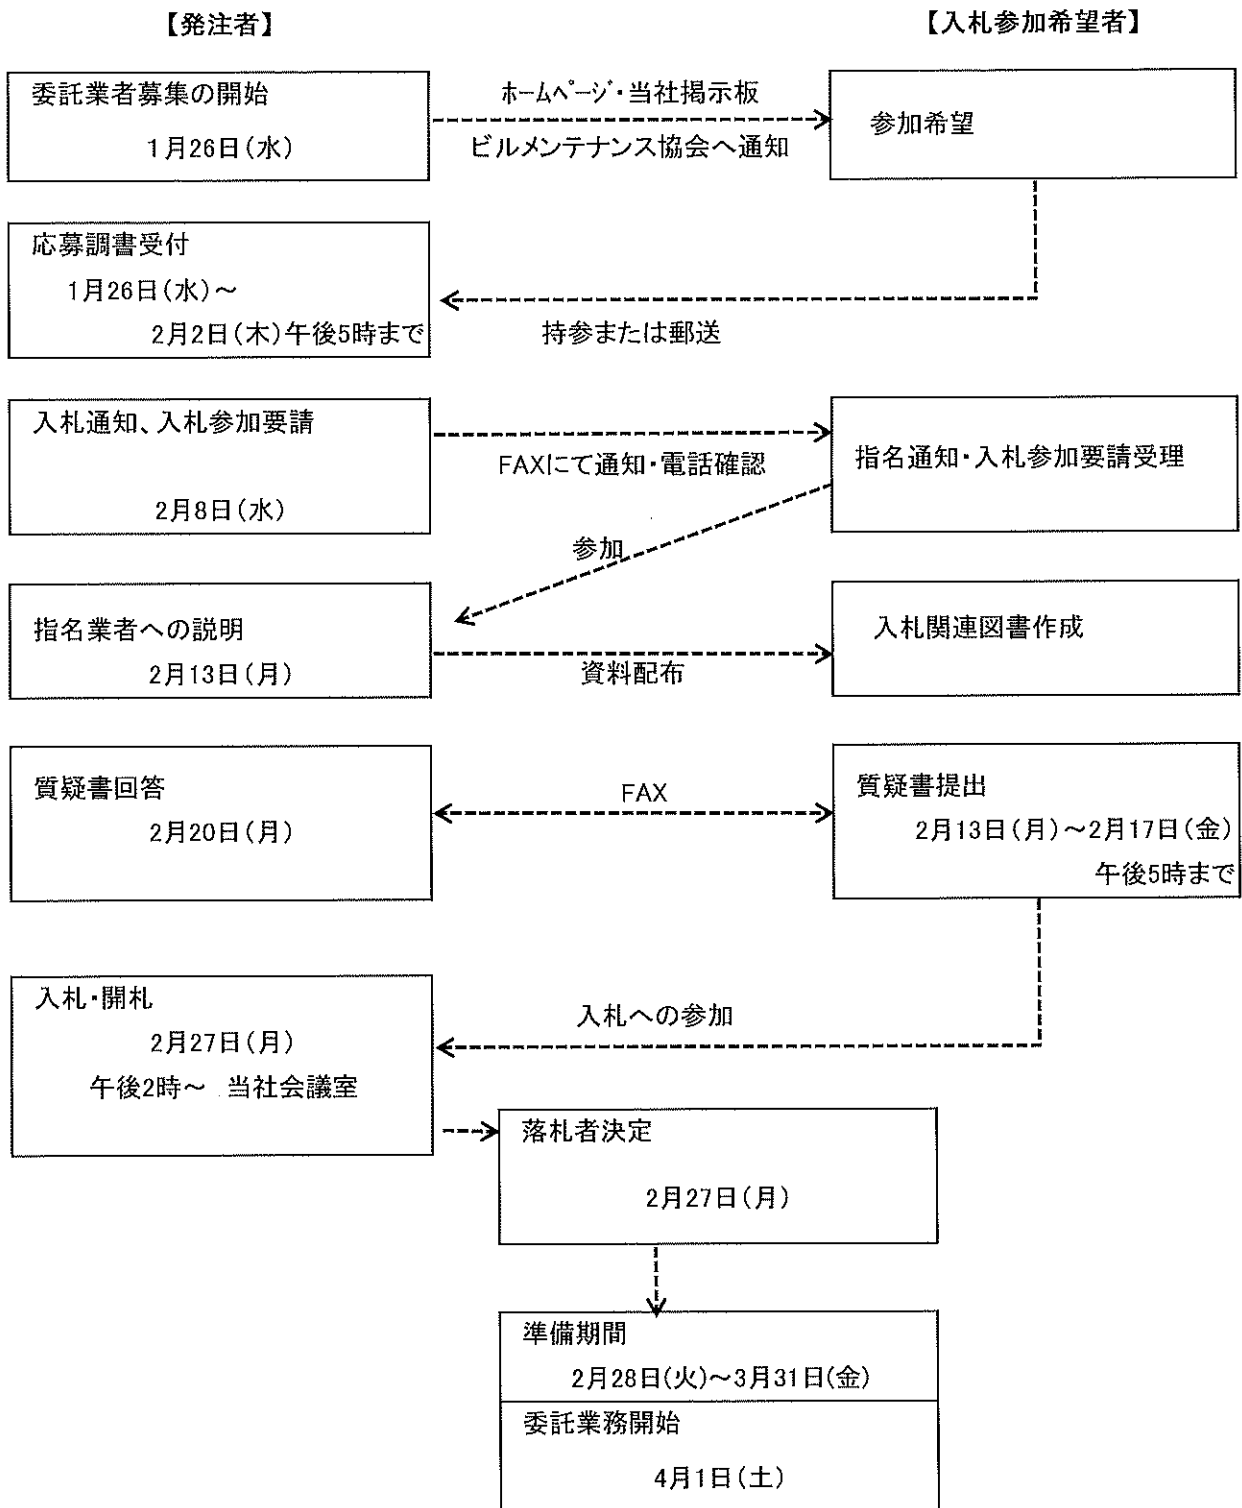 【発注者】
【入札参加希望者】
委託業者募集の開始
1月26日(水)
ホームページ・当社掲示板
ビルメンテナンス協会へ通知
参加希望
応募調書受付
1月26日(水)～
2月2日(木)午後5時まで
持参または郵送
入札通知、入札参加要請
2月8日(水)
FAXにて通知・電話確認
指名通知・入札参加要請受理
参加
指名業者への説明
2月13日(月)
資料配布
入札関連図書作成
質疑書回答
2月20日(月)
FAX
質疑書提出
2月13日(月)～2月17日(金)
午後5時まで
入札・開札
2月27日(月)
午後2時～ 当社会議室
入札への参加
落札者決定
2月27日(月)
準備期間
2月28日(火)～3月31日(金)
委託業務開始
4月1日(土)